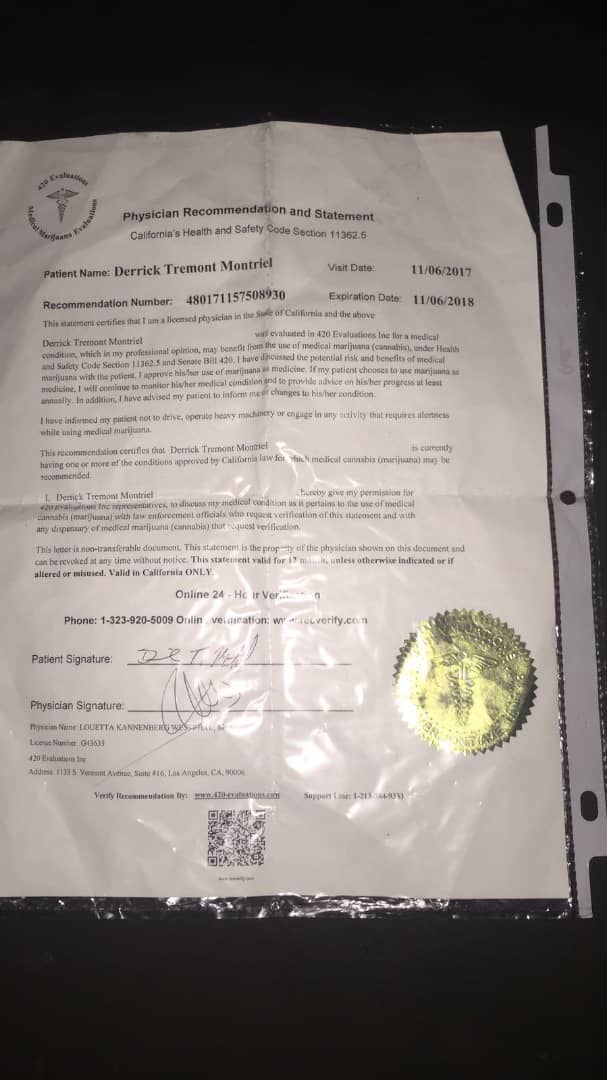 420 Evaluations
Medical Marijuana Evaluations
Physician Recommendation and Statement
California's Health and Safety Code Section 11362.5
Patient Name: Derrick Tremont Montriel
Visit Date: 11/06/2017
Recommendation Number: 480171157508930
Expiration Date: 11/06/2018
This statement certifies that I am a licensed physician in the State of California and the above
Derrick Tremont Montriel was evaluated in 420 Evaluations Inc for a medical
condition, which in my professional opinion, may benefit from the use of medical marijuana (cannabis), under Health
and Safety Code Section 11362.5 and Senate Bill 420. I have discussed the potential risk and benefits of medical
marijuana with the patient. I approve his/her use of marijuana as medicine. If my patient chooses to use marijuana as
medicine, I will continue to monitor his/her medical condition and to provide advice on his/her progress at least
annually. In addition, I have advised my patient to inform me of changes to his/her condition.
I have informed my patient not to drive, operate heavy machinery or engage in any activity that requires alertness
while using medical marijuana.
This recommendation certifies that Derrick Tremont Montriel is currently
having one or more of the conditions approved by California law for which medical cannabis (marijuana) may be
recommended.
I, Derrick Tremont Montriel , hereby give my permission for
420 Evaluations Inc representatives, to discuss my medical condition as it pertains to the use of medical
cannabis (marijuana) with law enforcement officials who request verification of this statement and with
any dispensary of medical marijuana (cannabis) that request verification.
This letter is non-transferable document. This statement is the property of the physician shown on this document and
can be revoked at any time without notice. This statement valid for 12 unless otherwise indicated or if
altered or misused. Valid in California ONLY.
Online 24 - Hour Verification
Phone: 1-323-920-5009 Online verification: www.recverify.com
Patient Signature:
Physician Signature:
Physician Name: LOUETTA KANNENBERG
License Number: G43633
420 Evaluations Inc
Address: 1133 S Vermont Avenue, Suite #16, Los Angeles, CA, 90006
Verify Recommendation By: www.420-evaluations.com Support Line: